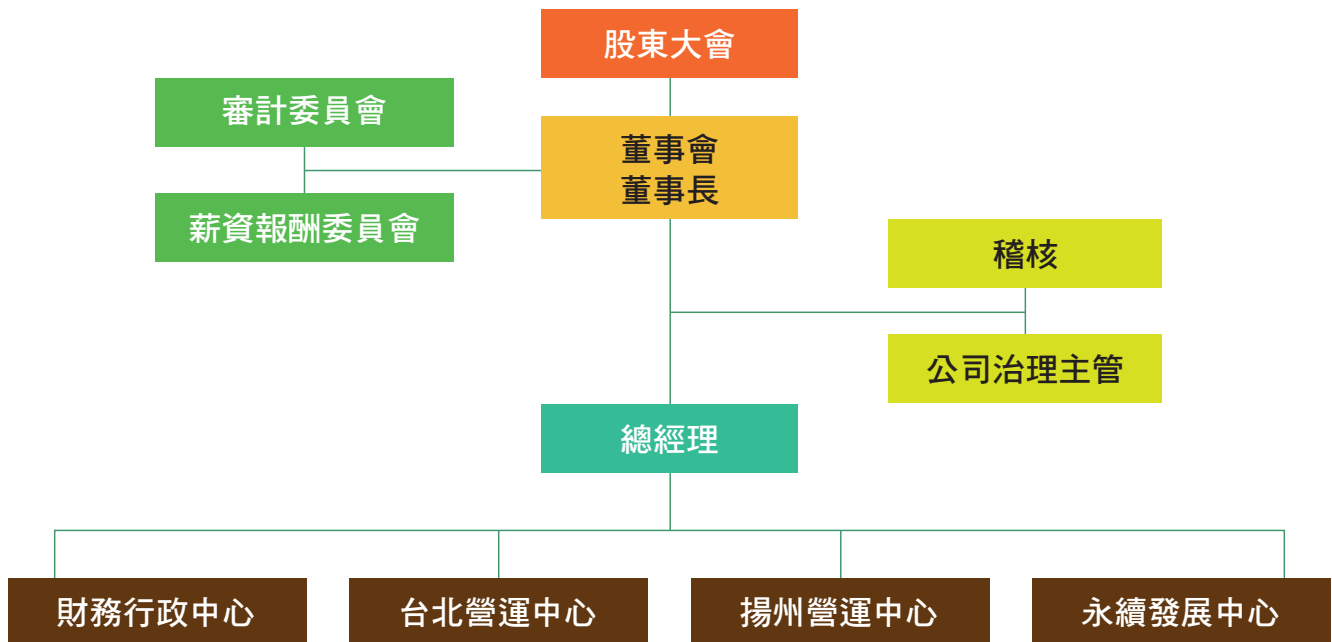 股東大會
審計委員會
董事會
董事長
薪資報酬委員會
稽核
公司治理主管
總經理
財務行政中心
台北營運中心
揚州營運中心
永續發展中心